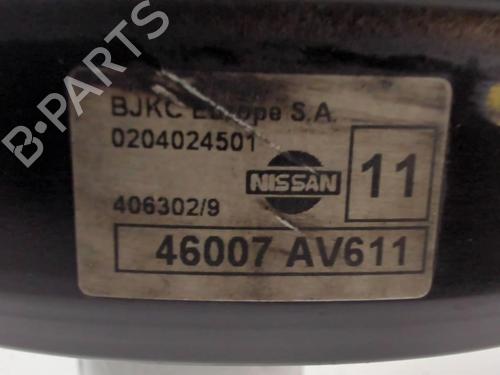 B-PARTS
BJKC Europe S.A.
0204024501
NISSAN
11
406302/9
46007 AV611